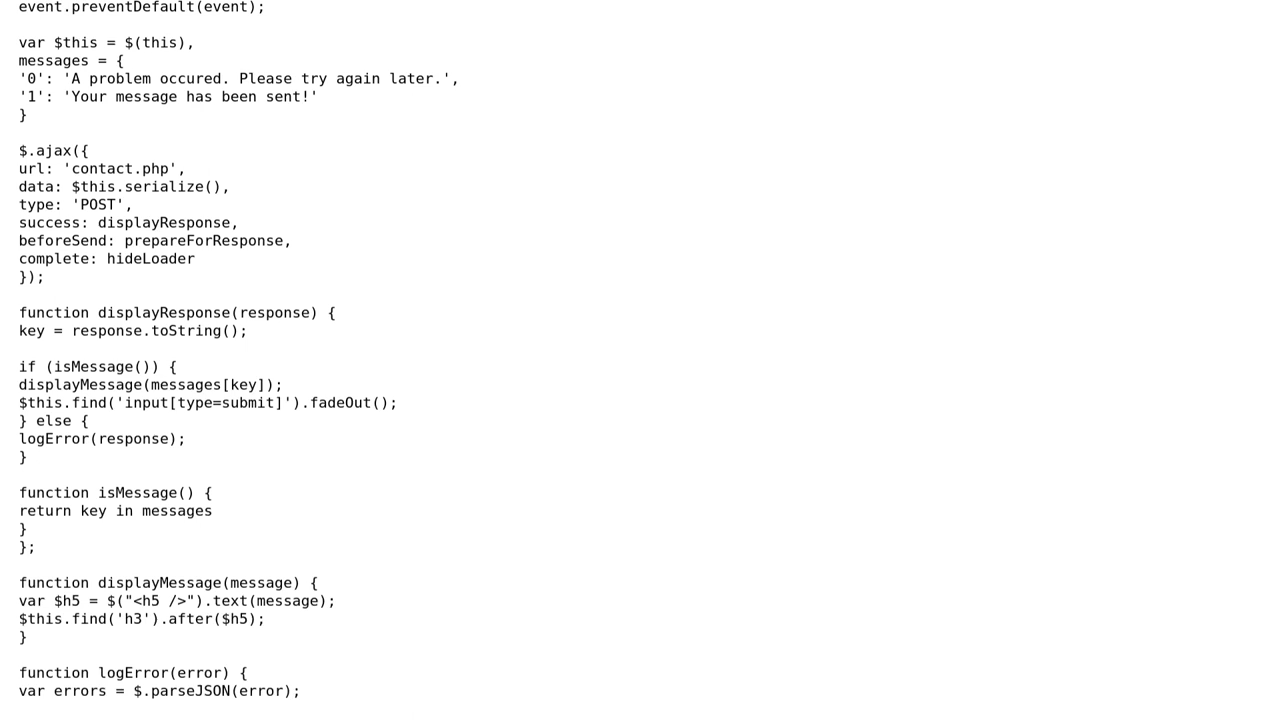 event.preventDefault(event);
var $this = $(this),
messages = {
'0': 'A problem occured. Please try again later.',
'1': 'Your message has been sent!'
}
$.ajax({
url: 'contact.php',
data: $this.serialize(),
type: 'POST',
success: displayResponse,
beforeSend: prepareForResponse,
complete: hideLoader
});
function displayResponse(response) {
key = response.toString();
if (isMessage()) {
displayMessage(messages[key]);
$this.find('input[type=submit]').fadeOut();
} else {
logError(response);
}
function isMessage() {
return key in messages
}
};
function displayMessage(message) {
var $h5 = $("<h5 />").text(message);
$this.find('h3').after($h5);
}
function logError(error) {
var errors = $.parseJSON(error);